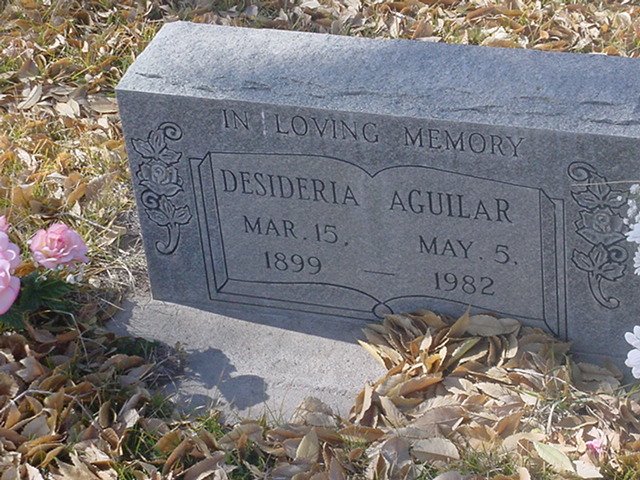 IN LOVING MEMORY
DESIDERIA AGUILAR
MAR. 15, MAY. 5,
1899 — 1982